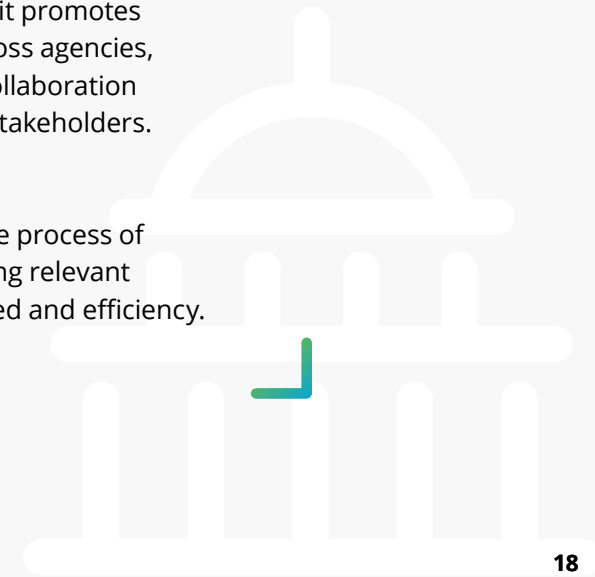 it promotes
oss agencies,
ollaboration
takeholders.
e process of
ng relevant
ed and efficiency.
18